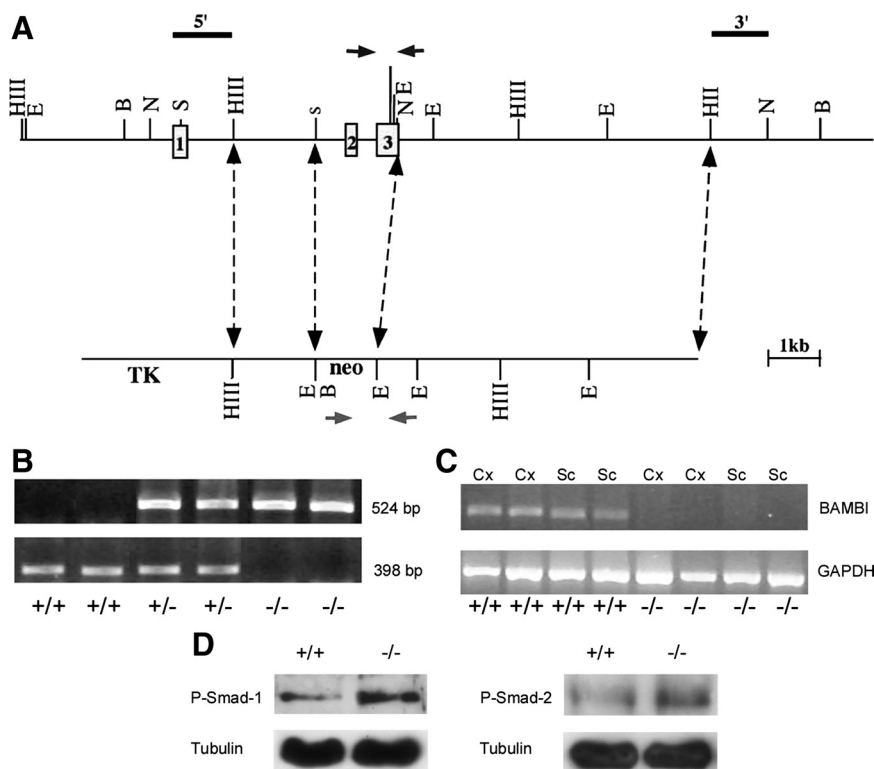 A
5' 3'
HIII E B N S HIII s N E E HIII E HII N B
1 2 3
1kb
TK neo
HIII E B E E HIII E
B
524 bp
398 bp
+/+ +/+ +/- +/- -/- -/-
C
Cx Cx Sc Sc Cx Cx Sc Sc
BAMBI
GAPDH
+/+ +/+ +/+ +/+ -/- -/- -/- -/-
D
+/+ -/- +/+ -/-
P-Smad-1 P-Smad-2
Tubulin Tubulin